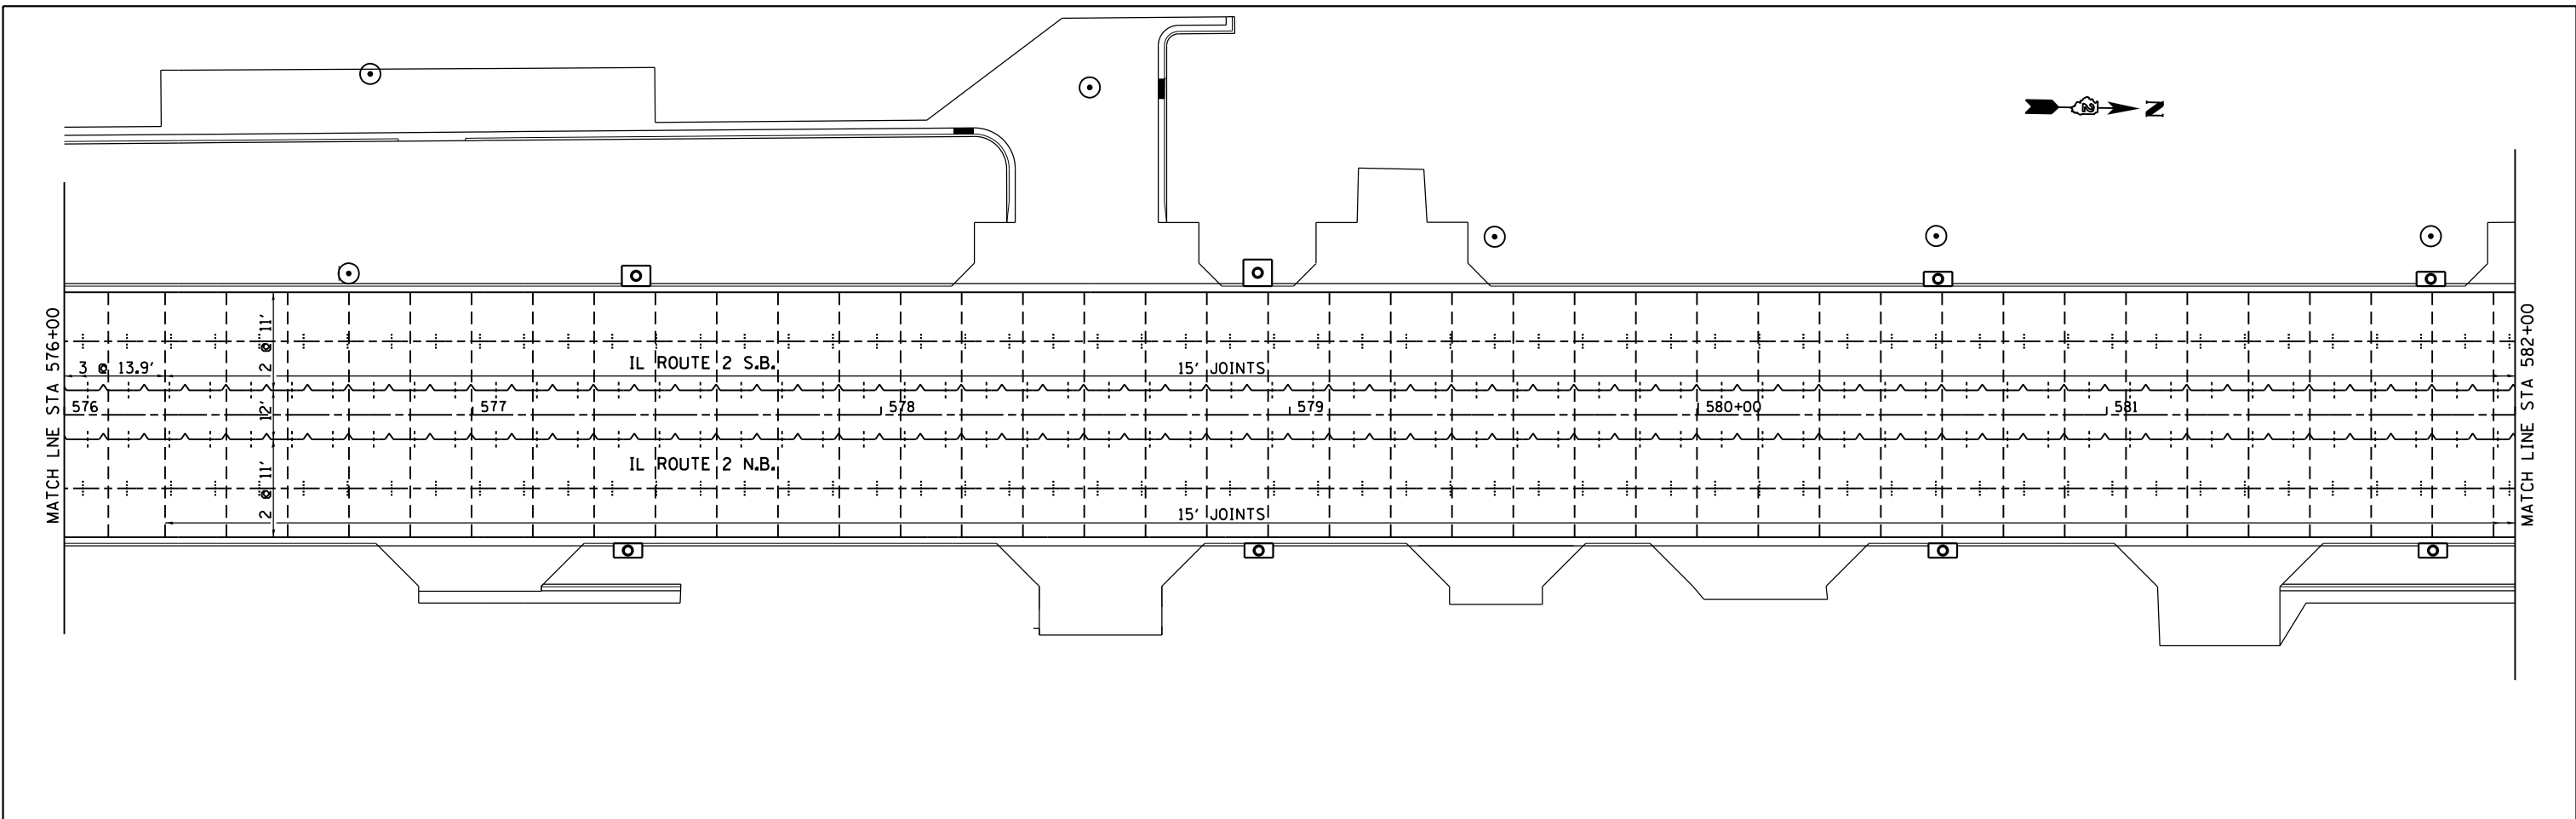 N
MATCH LNE STA 576+00
2 @ 11'
3 @ 13.9'
IL ROUTE 2 S.B.
15' JOINTS
576
12'
577
578
579
580+00
581
2 @ 11'
IL ROUTE 2 N.B.
15' JOINTS
MATCH LINE STA 582+00